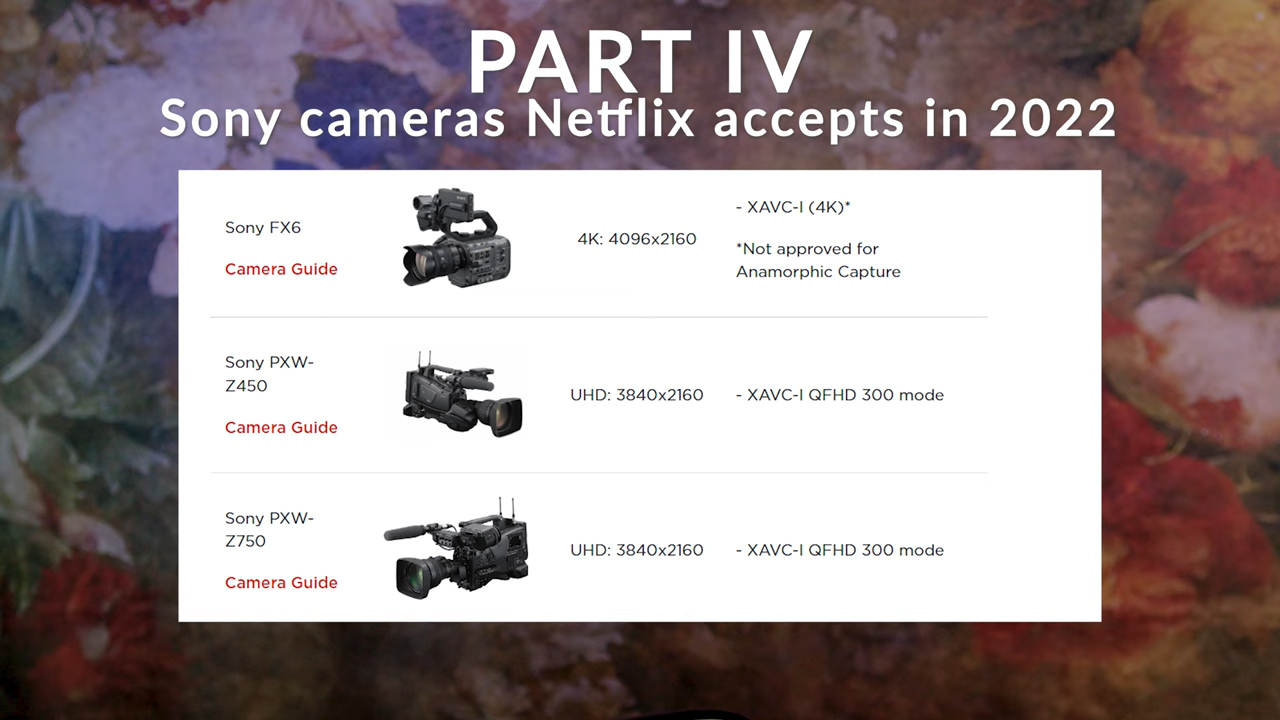 PART IV
Sony cameras Netflix accepts in 2022
Sony FX6
Camera Guide
4K: 4096x2160
- XAVC-I (4K)*
*Not approved for
Anamorphic Capture
Sony PXW-
Z450
Camera Guide
UHD: 3840x2160
- XAVC-I QFHD 300 mode
Sony PXW-
Z750
Camera Guide
UHD: 3840x2160
- XAVC-I QFHD 300 mode